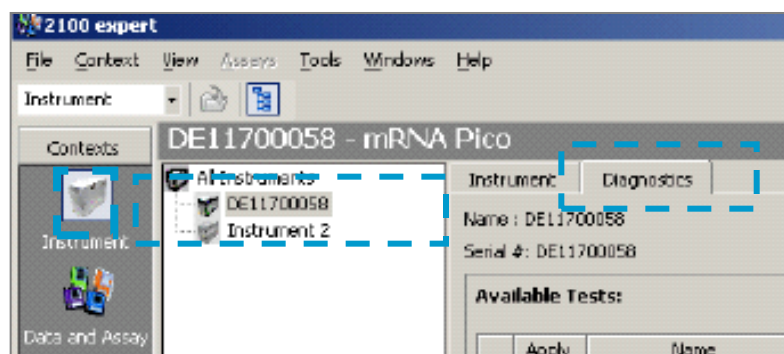 2100 expert
File Context View Assays Tools Windows Help
Instrument
Contexts
DE11700058 - mRNA Pico
All Instruments
DE11700058
Instrument 2
Instrument
Data and Assay
Instrument Diagnostics
Name : DE11700058
Serial #: DE11700058
Available Tests:
Apply Name